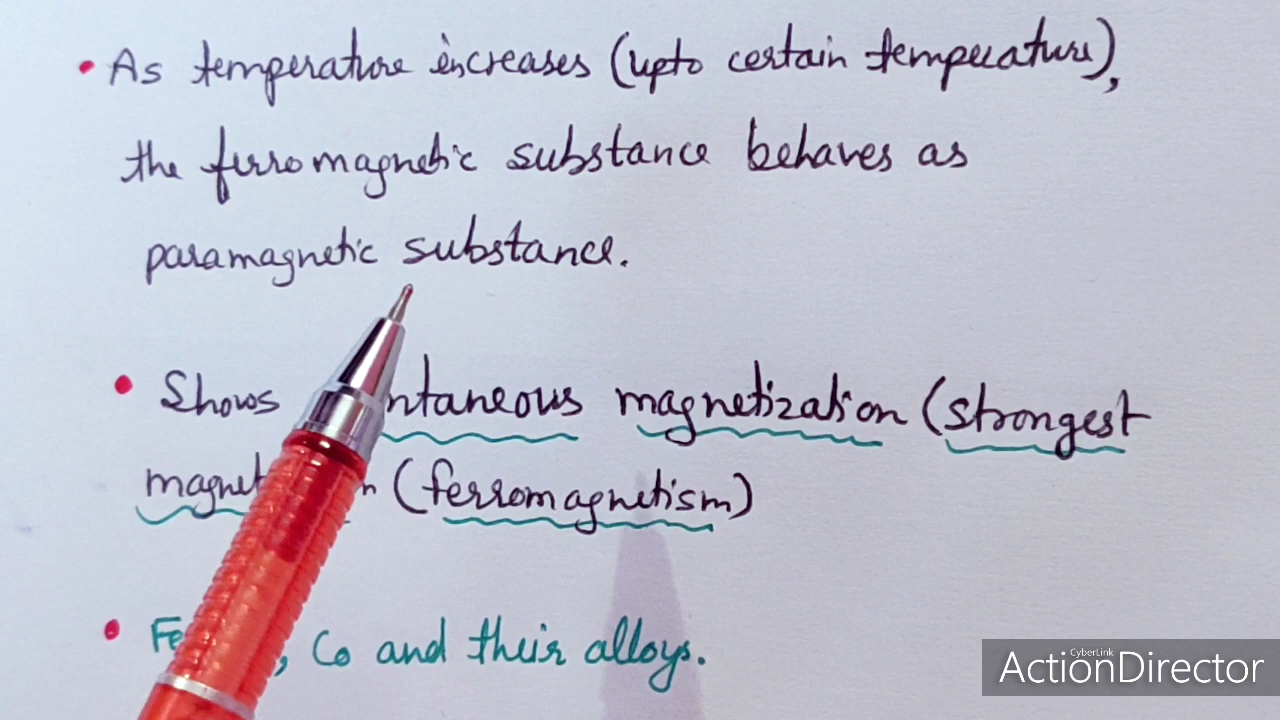 • As temperature increases (upto certain temperature),
the ferromagnetic substance behaves as
paramagnetic substance.
• Shows ntaneous magnetization (strongest
magnet n (ferromagnetism)
• Fe , Co and their alloys.
CyberLink
ActionDirector